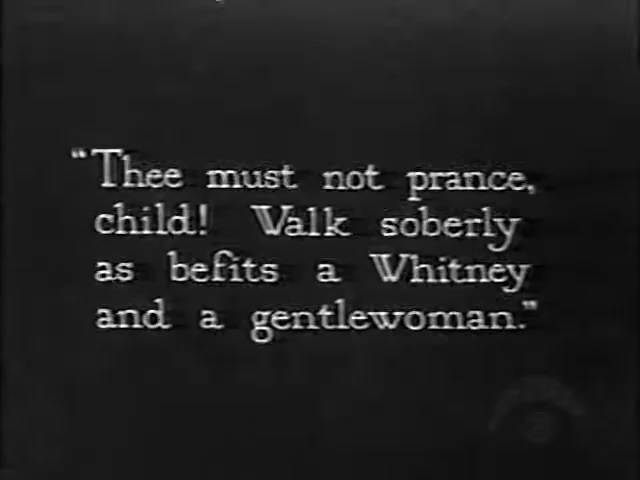 “Thee must not prance,
child! Walk soberly
as befits a Whitney
and a gentlewoman.”